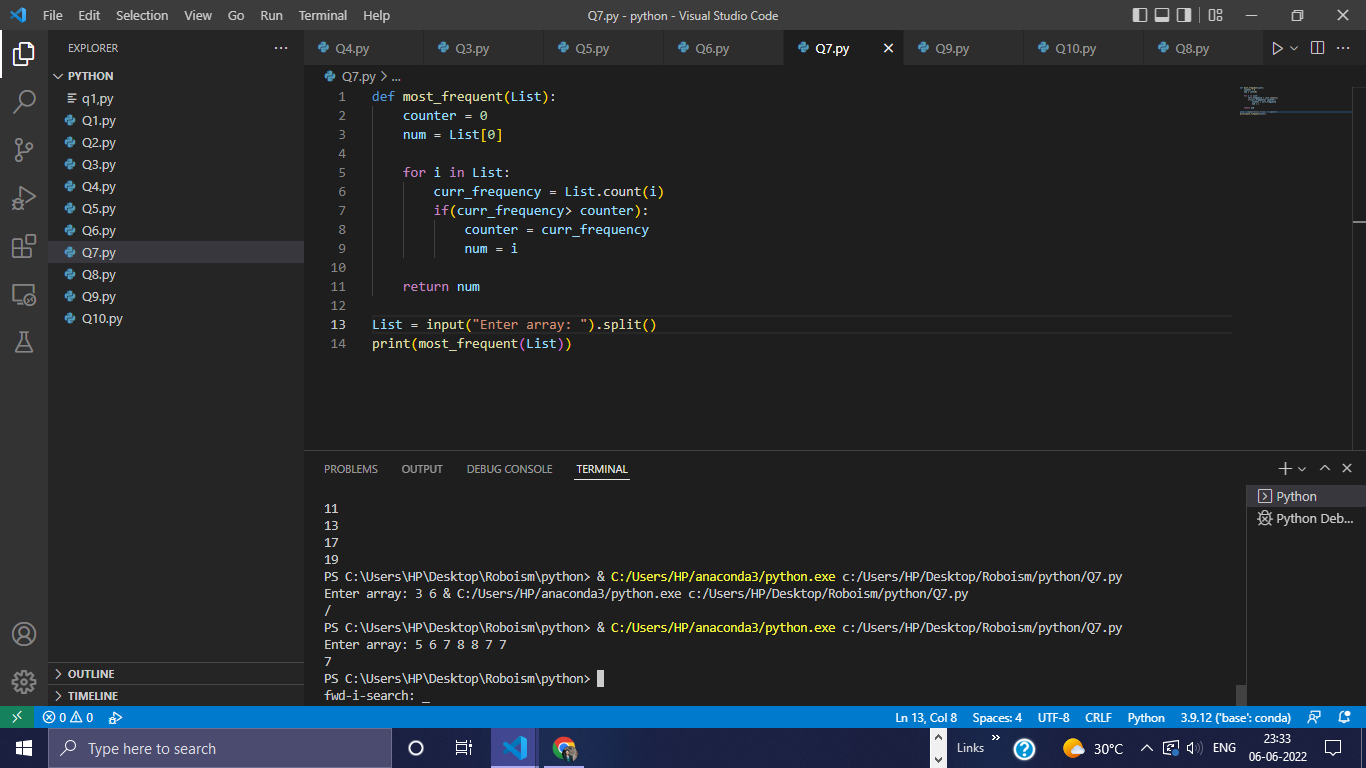 File Edit Selection View Go Run Terminal Help Q7.py - python - Visual Studio Code
EXPLORER
Q4.py Q3.py Q5.py Q6.py Q7.py Q9.py Q10.py Q8.py
PYTHON
q1,py
Q1.py
Q2.py
Q3.py
Q4.py
Q5.py
Q6.py
Q7.py
Q8.py
Q9.py
Q10.py
OUTLINE
TIMELINE
Q7.py > ...
1 def most_frequent(List):
2 counter = 0
3 num = List[0]
4
5 for i in List:
6 curr_frequency = List.count(i)
7 if(curr_frequency> counter):
8 counter = curr_frequency
9 num = i
10
11 return num
12
13 List = input("Enter array: ").split()
14 print(most_frequent(List))
PROBLEMS OUTPUT DEBUG CONSOLE TERMINAL
11
13
17
19
PS C:\Users\HP\Desktop\Roboism\python> & C:/Users/HP/anaconda3/python.exe c:/Users/HP/Desktop/Roboism/python/Q7.py
Enter array: 3 6 & C:/Users/HP/anaconda3/python.exe c:/Users/HP/Desktop/Roboism/python/Q7.py
/
PS C:\Users\HP\Desktop\Roboism\python> & C:/Users/HP/anaconda3/python.exe c:/Users/HP/Desktop/Roboism/python/Q7.py
Enter array: 5 6 7 8 8 7 7
7
PS C:\Users\HP\Desktop\Roboism\python>
fwd-i-search: _
Python
Python Deb...
0 0 Ln 13, Col 8 Spaces: 4 UTF-8 CRLF Python 3.9.12 ('base': conda)
Type here to search Links 30°C ENG 23:33
06-06-2022